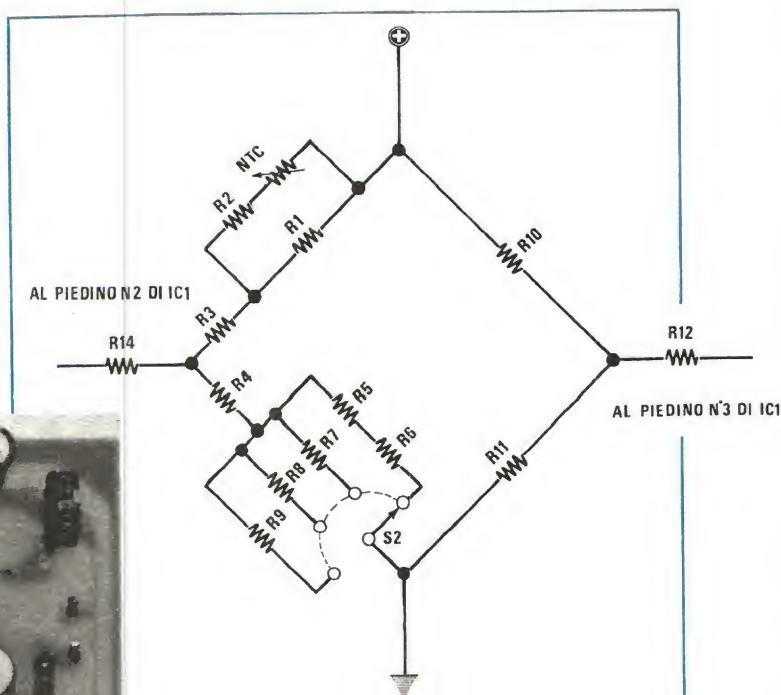 ⊕
NTC
R2
R1
R10
AL PIEDINO N2 DI IC1
R3
R14
R12
R4
AL PIEDINO N°3 DI IC1
R5
R6
R7
R8
R9
R11
S2